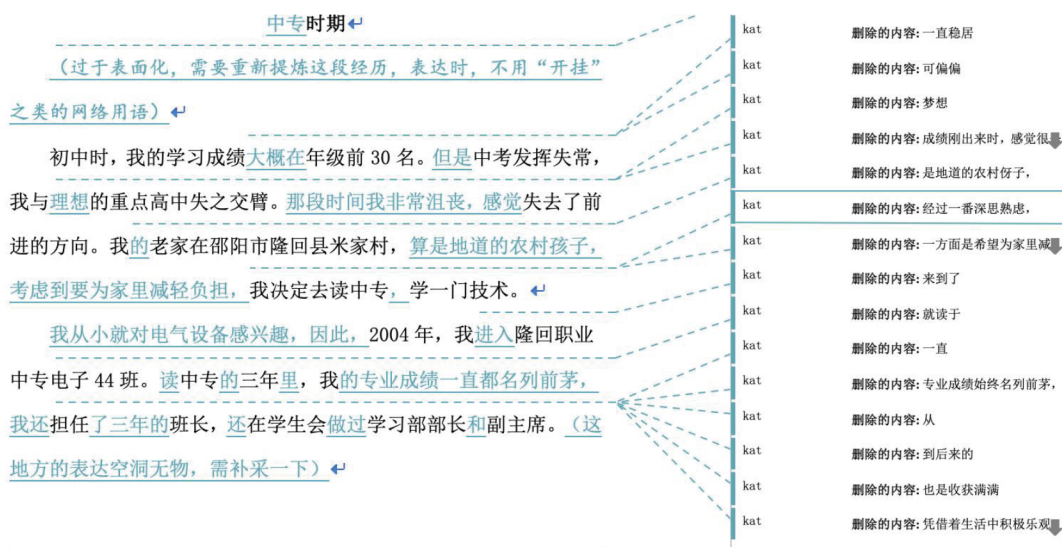 中专时期
（过于表面化，需要重新提炼这段经历，表达时，不用“开挂”
之类的网络用语）
初中时，我的学习成绩大概在年级前 30 名。但是中考发挥失常，
我与理想的重点高中失之交臂。那段时间我非常沮丧，感觉失去了前
进的方向。我的老家在邵阳市隆回县米家村，算是地道的农村孩子，
考虑到要为家里减轻负担，我决定去读中专，学一门技术。
我从小就对电气设备感兴趣，因此，2004 年，我进入隆回职业
中专电子 44 班。读中专的三年里，我的专业成绩一直都名列前茅，
我还担任了三年的班长，还在学生会做过学习部部长和副主席。（这
地方的表达空洞无物，需补采一下）
kat 删除的内容: 一直稳居
kat 删除的内容: 可偏偏
kat 删除的内容: 梦想
kat 删除的内容: 成绩刚出来时，感觉很
kat 删除的内容: 是地道的农村伢子，
kat 删除的内容: 经过一番深思熟虑，
kat 删除的内容: 一方面是希望为家里减
kat 删除的内容: 来到了
kat 删除的内容: 就读于
kat 删除的内容: 一直
kat 删除的内容: 专业成绩始终名列前茅，
kat 删除的内容: 从
kat 删除的内容: 到后来的
kat 删除的内容: 也是收获满满
kat 删除的内容: 凭借着生活中积极乐观